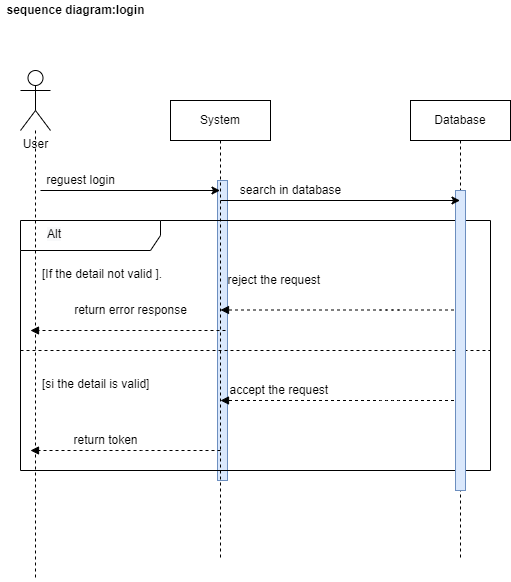 sequence diagram:login
System
Database
User
reguest login
search in database
Alt
[If the detail not valid ].
reject the request
return error response
[si the detail is valid]
accept the request
return token